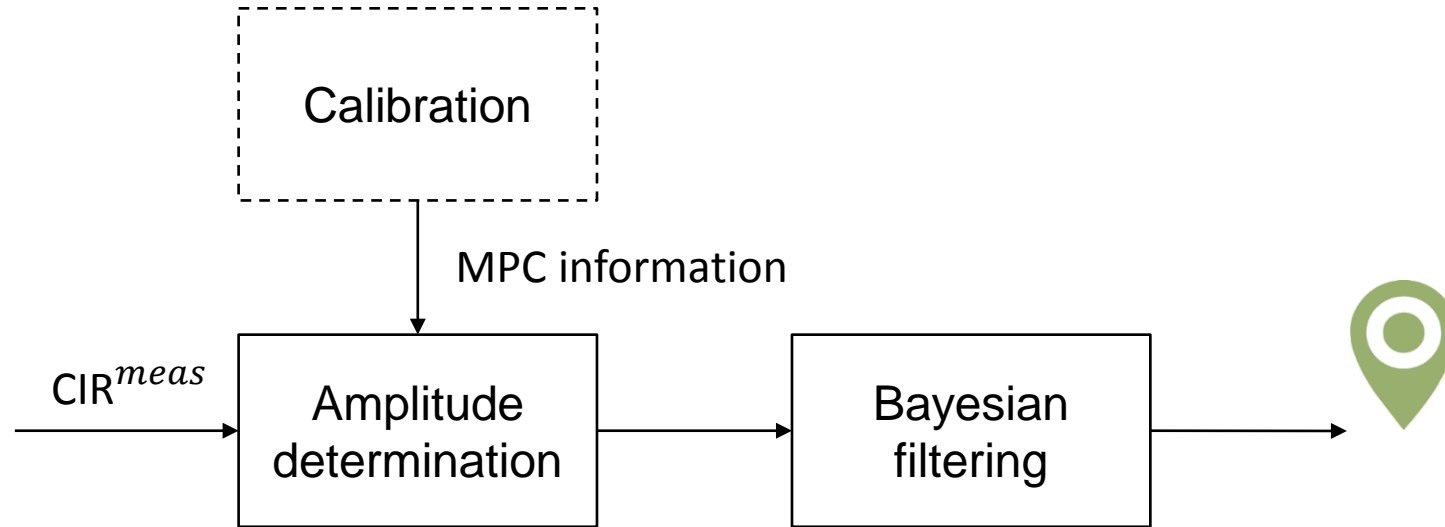 Calibration
MPC information
CIR^meas
Amplitude
determination
Bayesian
filtering